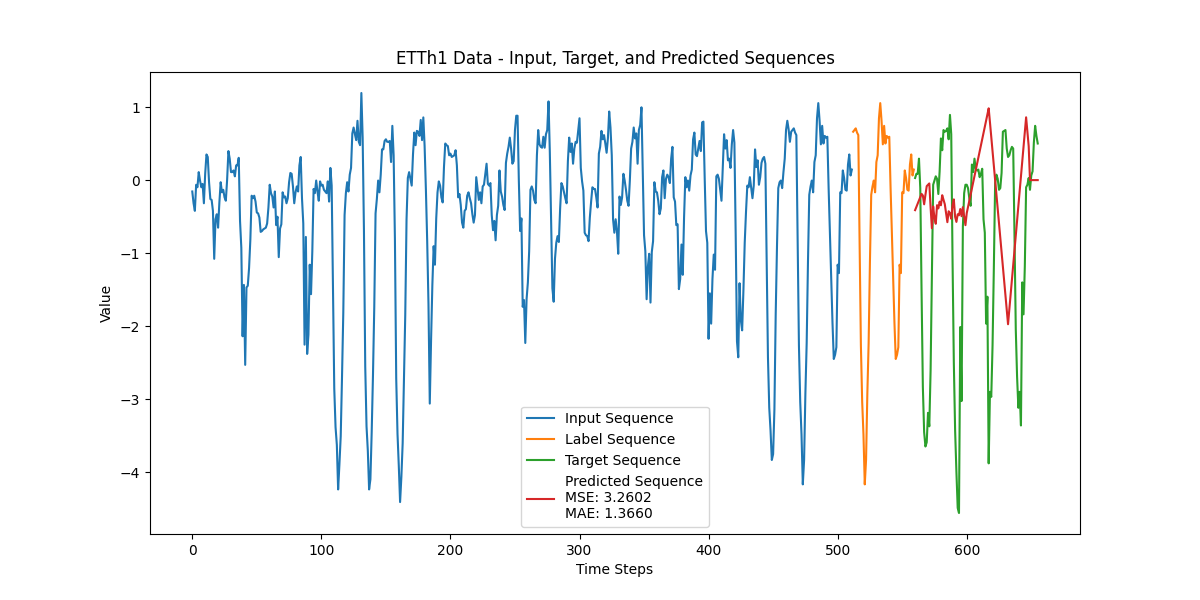 ETTh1 Data - Input, Target, and Predicted Sequences
Value
1
0
−1
−2
−3
−4
Input Sequence
Label Sequence
Target Sequence
Predicted Sequence
MSE: 3.2602
MAE: 1.3660
0 100 200 300 400 500 600
Time Steps